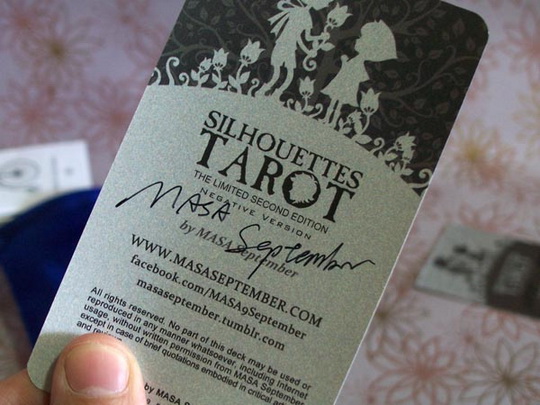 SILHOUETTES
TAROT
THE LIMITED SECOND EDITION
NEGATIVE VERSION
MASA September
by MASA September
WWW.MASASEPTEMBER.COM
facebook.com/MASA9September
masaseptember.tumblr.com
All rights reserved. No part of this deck may be used or
reproduced in any manner whatsoever, including Internet
usage, without written permission from MASA September
except in case of brief quotations embodied in critical
and
by MASA